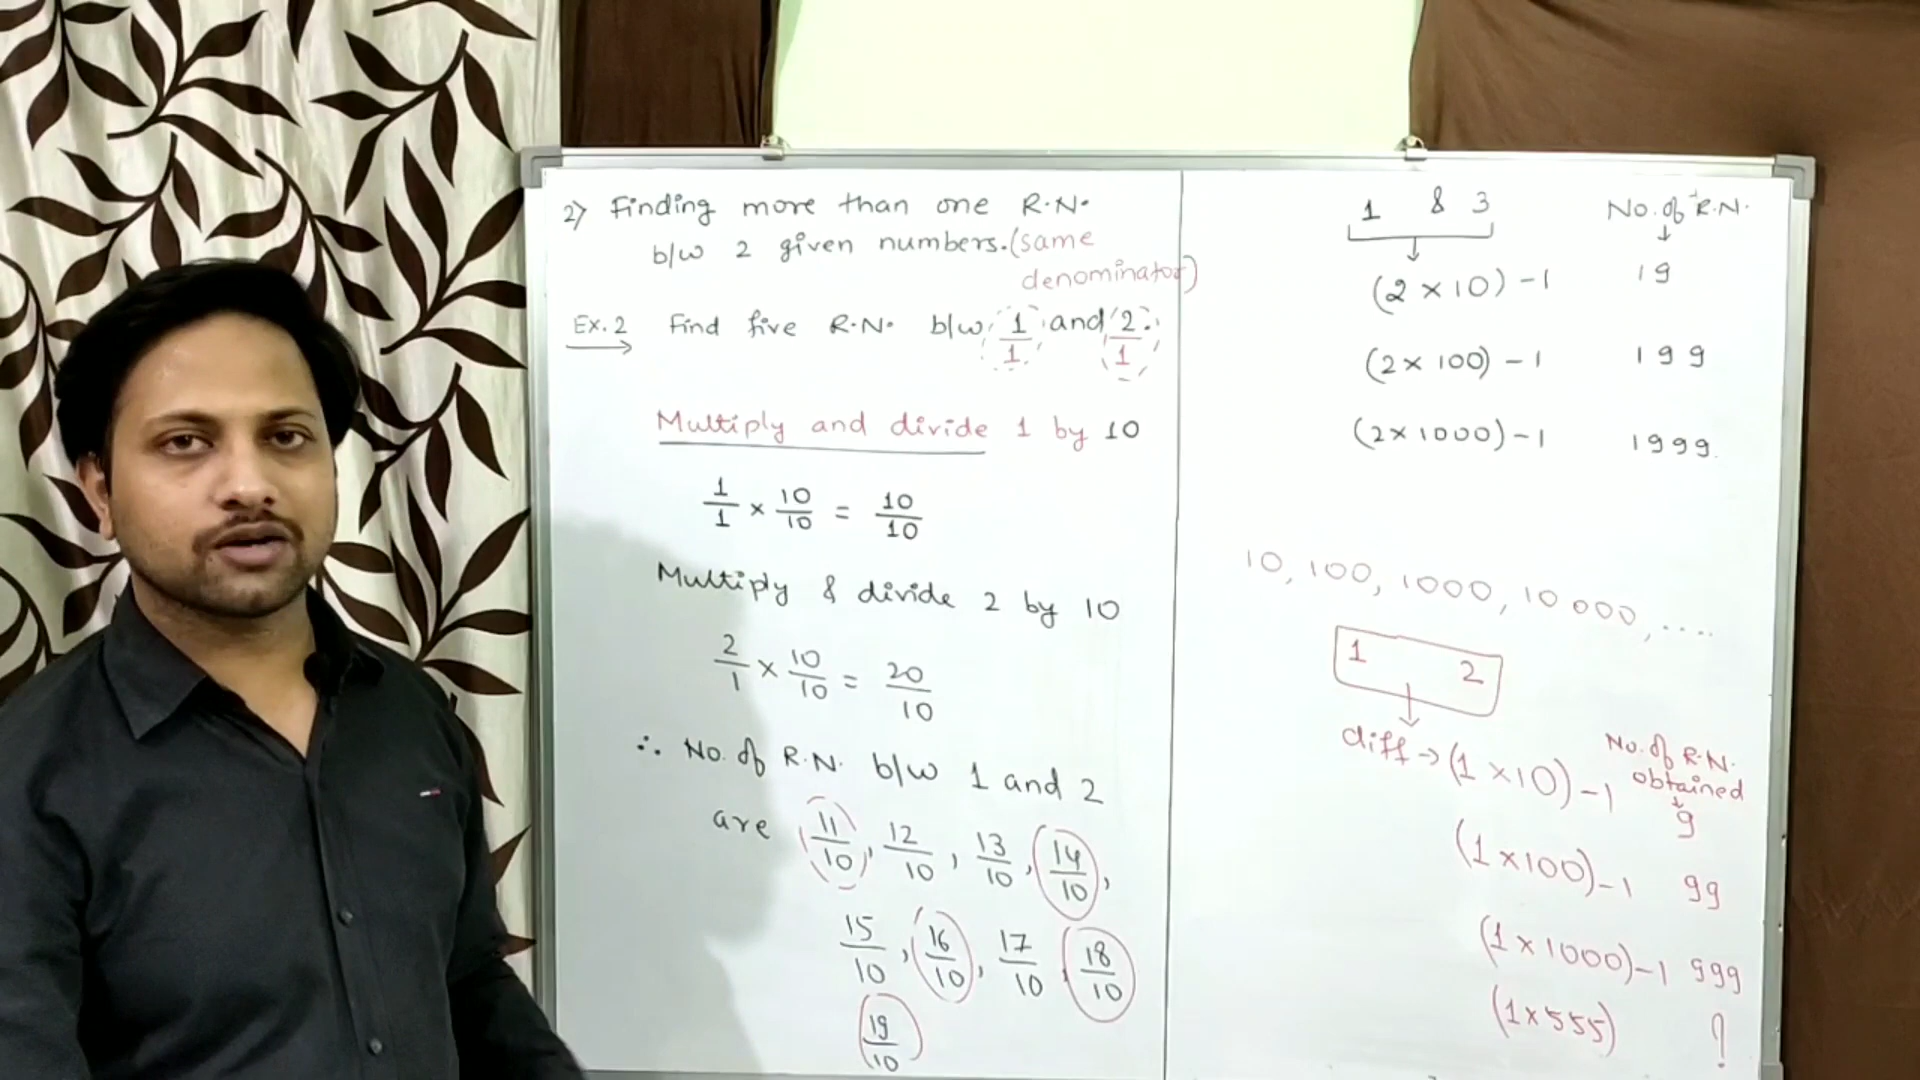 2) Finding more than one R.N.
b/w 2 given numbers. (same
denominator)
Ex. 2 Find five R.N. b/w 1/1 and 2/1.
Multiply and divide 1 by 10
1/1 × 10/10 = 10/10
Multiply & divide 2 by 10
2/1 × 10/10 = 20/10
∴ No. of R.N. b/w 1 and 2
are 11/10, 12/10, 13/10, 14/10,
15/10, 16/10, 17/10, 18/10
19/10
1 & 3 No. of R.N.
(2 × 10) - 1 19
(2 × 100) - 1 199
(2 × 1000) - 1 1999.
10, 100, 1000, 10000, ....
1 2
diff → (1 × 10) - 1 No. of R.N.
obtained
9
(1 × 100) - 1 99
(1 × 1000) - 1 999
(1 × 555) ?